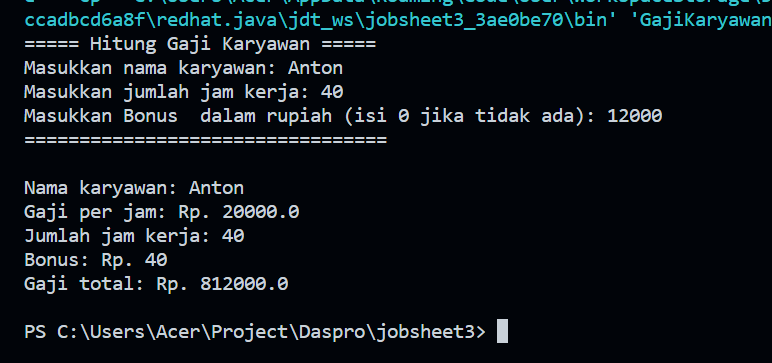 ccadbcd6a8f\redhat.java\jdt_ws\jobsheet3_3ae0be70\bin' 'GajiKaryawan
===== Hitung Gaji Karyawan =====
Masukkan nama karyawan: Anton
Masukkan jumlah jam kerja: 40
Masukkan Bonus  dalam rupiah (isi 0 jika tidak ada): 12000
=================================
Nama karyawan: Anton
Gaji per jam: Rp. 20000.0
Jumlah jam kerja: 40
Bonus: Rp. 40
Gaji total: Rp. 812000.0
PS C:\Users\Acer\Project\Daspro\jobsheet3>